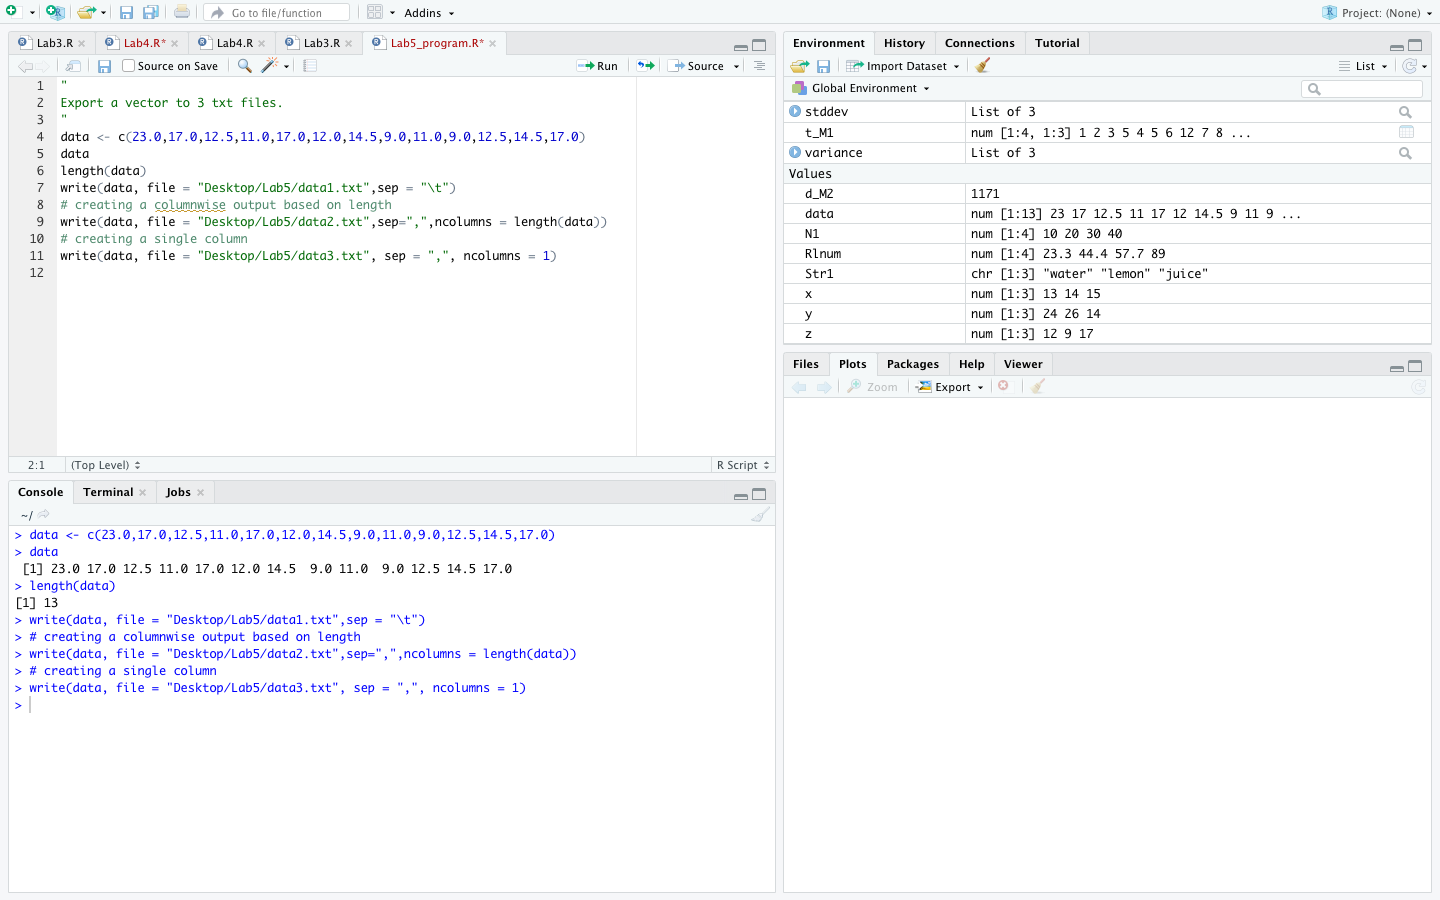 Go to file/function Addins Project: (None)
Lab3.R Lab4.R* Lab4.R Lab3.R Lab5_program.R*
Source on Save Run Source
1 "
2 Export a vector to 3 txt files.
3 "
4 data <- c(23.0,17.0,12.5,11.0,17.0,12.0,14.5,9.0,11.0,9.0,12.5,14.5,17.0)
5 data
6 length(data)
7 write(data, file = "Desktop/Lab5/data1.txt",sep = "\t")
8 # creating a columnwise output based on length
9 write(data, file = "Desktop/Lab5/data2.txt",sep=",",ncolumns = length(data))
10 # creating a single column
11 write(data, file = "Desktop/Lab5/data3.txt", sep = ",", ncolumns = 1)
12
2:1 (Top Level) R Script
Console Terminal Jobs
~/
> data <- c(23.0,17.0,12.5,11.0,17.0,12.0,14.5,9.0,11.0,9.0,12.5,14.5,17.0)
> data
[1] 23.0 17.0 12.5 11.0 17.0 12.0 14.5  9.0 11.0  9.0 12.5 14.5 17.0
> length(data)
[1] 13
> write(data, file = "Desktop/Lab5/data1.txt",sep = "\t")
> # creating a columnwise output based on length
> write(data, file = "Desktop/Lab5/data2.txt",sep=",",ncolumns = length(data))
> # creating a single column
> write(data, file = "Desktop/Lab5/data3.txt", sep = ",", ncolumns = 1)
>
Environment History Connections Tutorial
Import Dataset List
Global Environment
stddev List of 3
t_M1 num [1:4, 1:3] 1 2 3 5 4 5 6 12 7 8 ...
variance List of 3
Values
d_M2 1171
data num [1:13] 23 17 12.5 11 17 12 14.5 9 11 9 ...
N1 num [1:4] 10 20 30 40
Rlnum num [1:4] 23.3 44.4 57.7 89
Str1 chr [1:3] "water" "lemon" "juice"
x num [1:3] 13 14 15
y num [1:3] 24 26 14
z num [1:3] 12 9 17
Files Plots Packages Help Viewer
Zoom Export